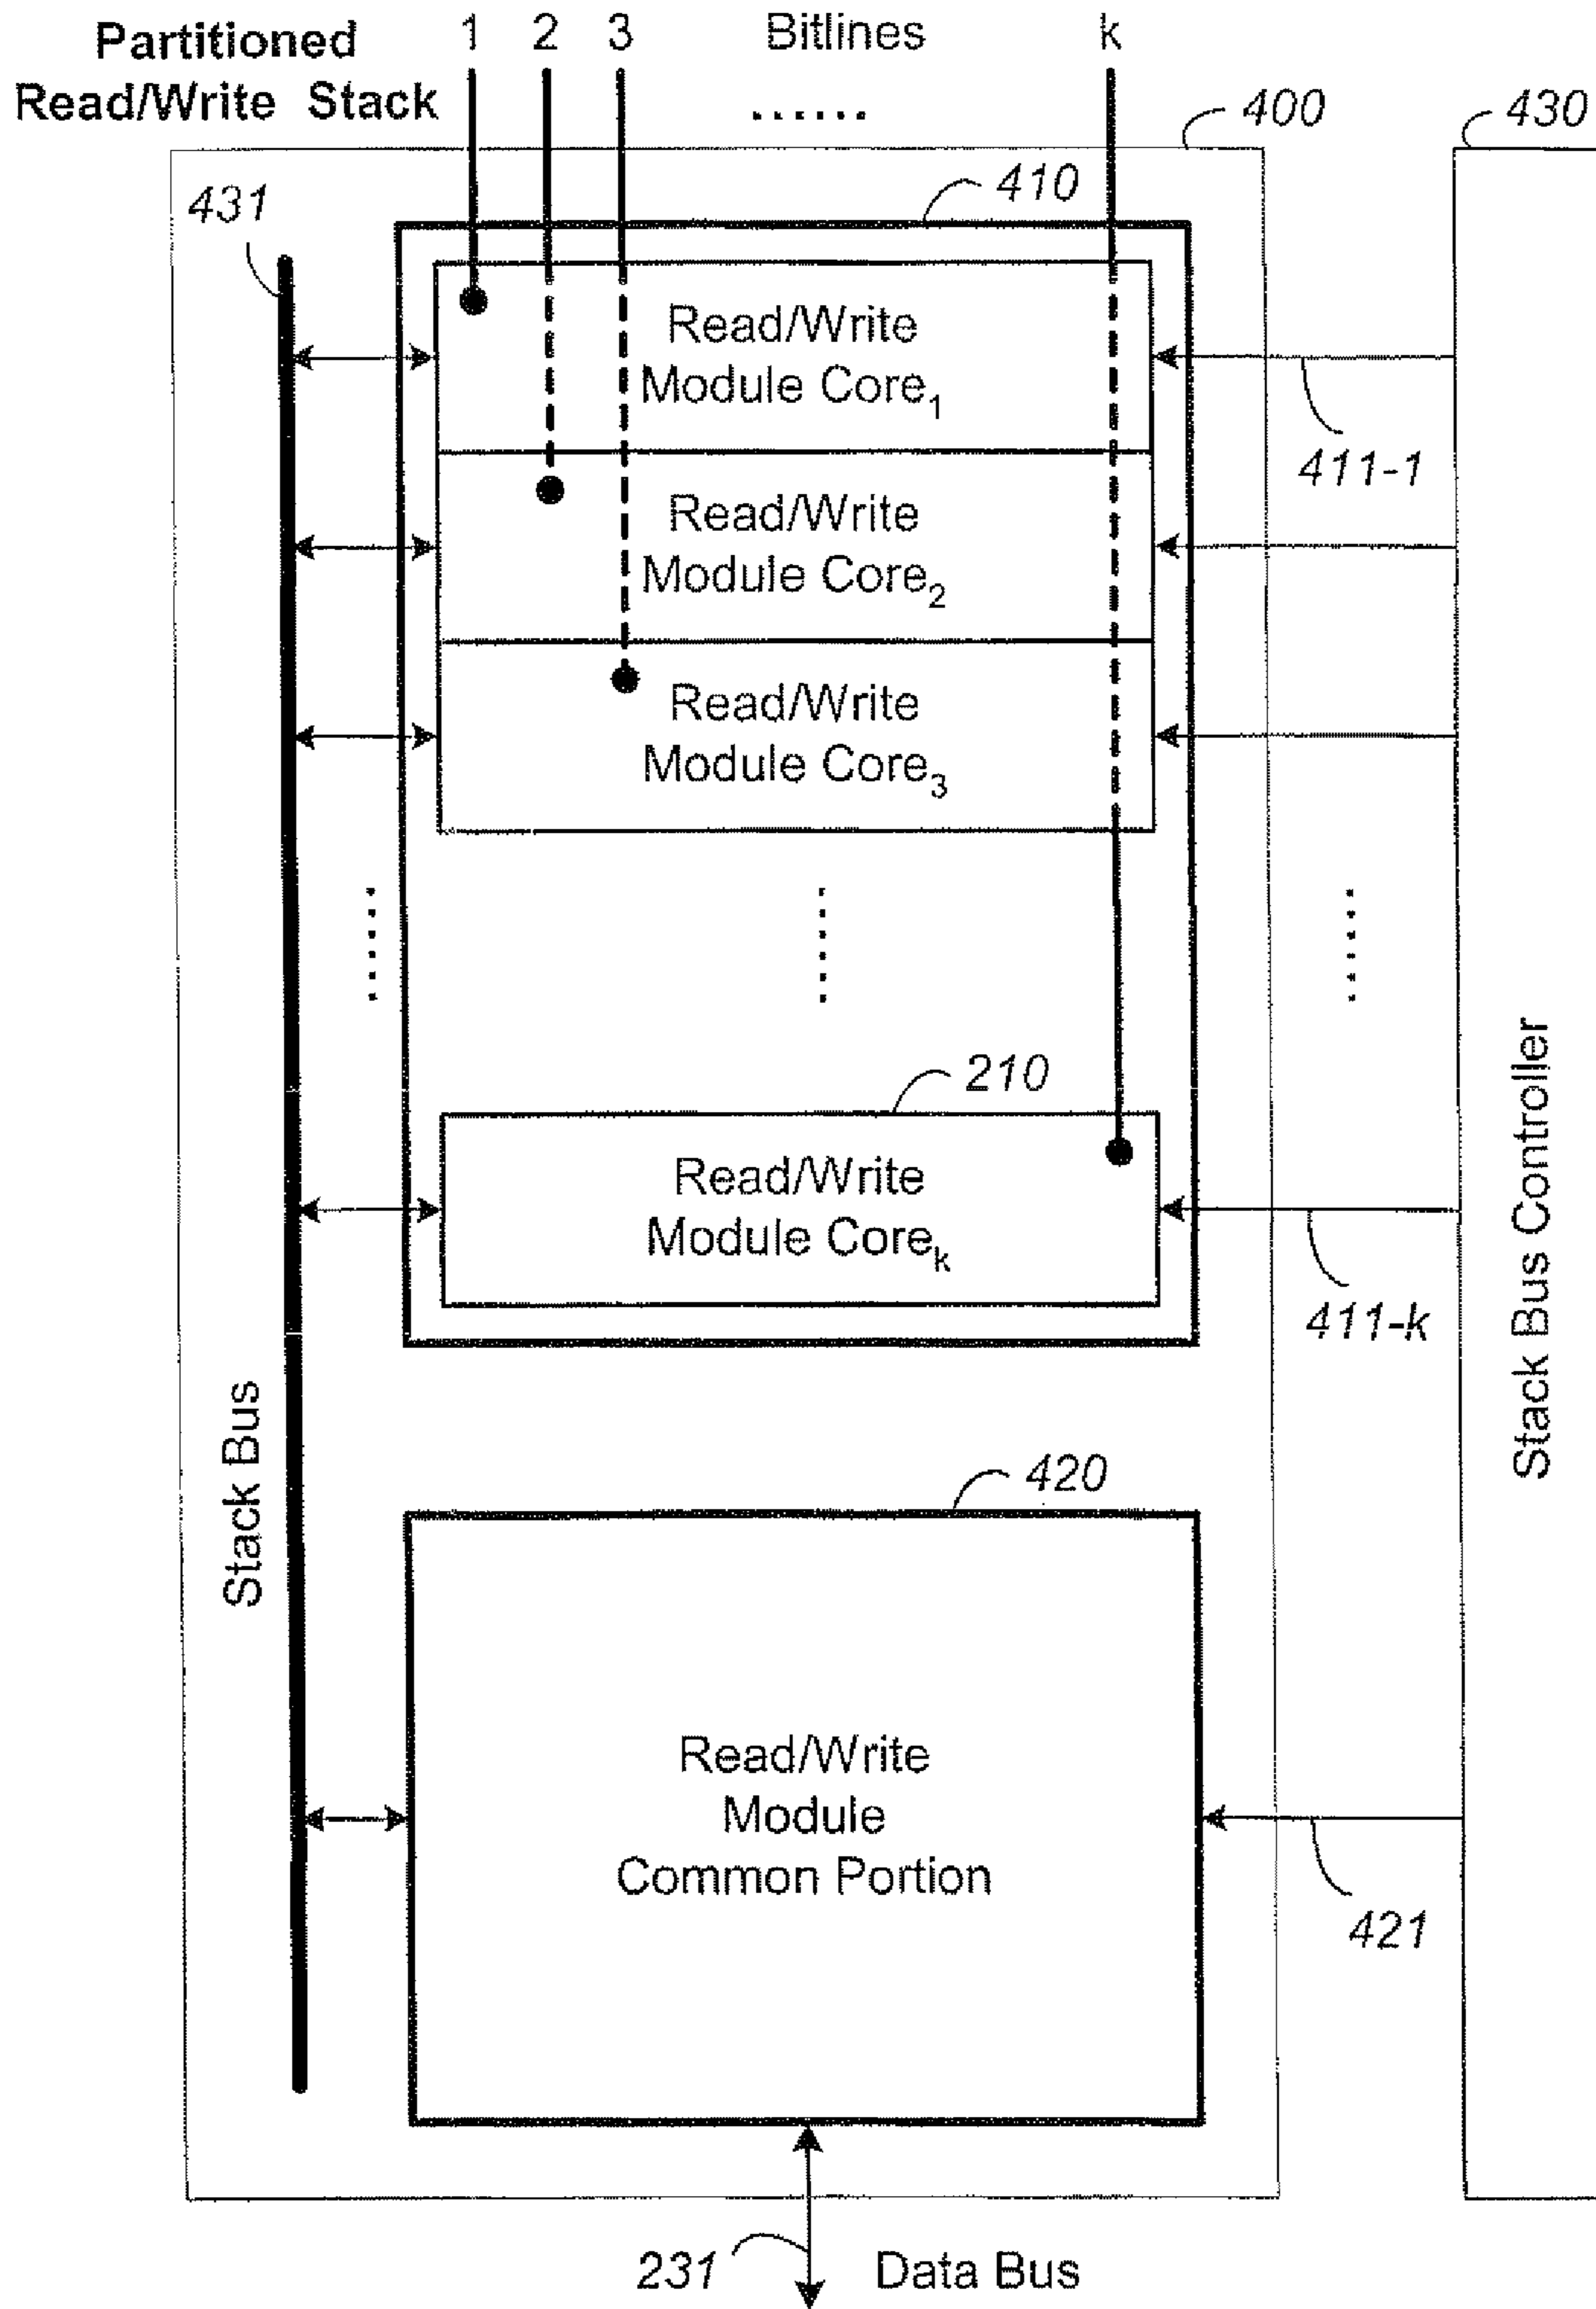 Partitioned
Read/Write Stack
1 2 3 Bitlines k
......
400
430
410
431
Read/Write
Module Core1
411-1
Read/Write
Module Core2
Read/Write
Module Core3
......
......
......
210
Read/Write
Module Corek
411-k
Stack Bus Controller
Stack Bus
420
Read/Write
Module
Common Portion
421
231
Data Bus